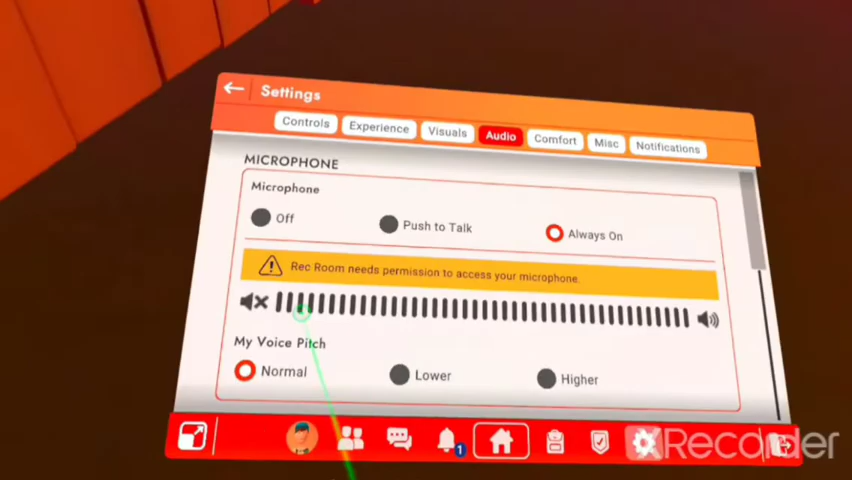 Settings
Controls Experience Visuals Audio Comfort Misc Notifications
MICROPHONE
Microphone
Off Push to Talk Always On
Rec Room needs permission to access your microphone.
My Voice Pitch
Normal Lower Higher
1
XRecorder